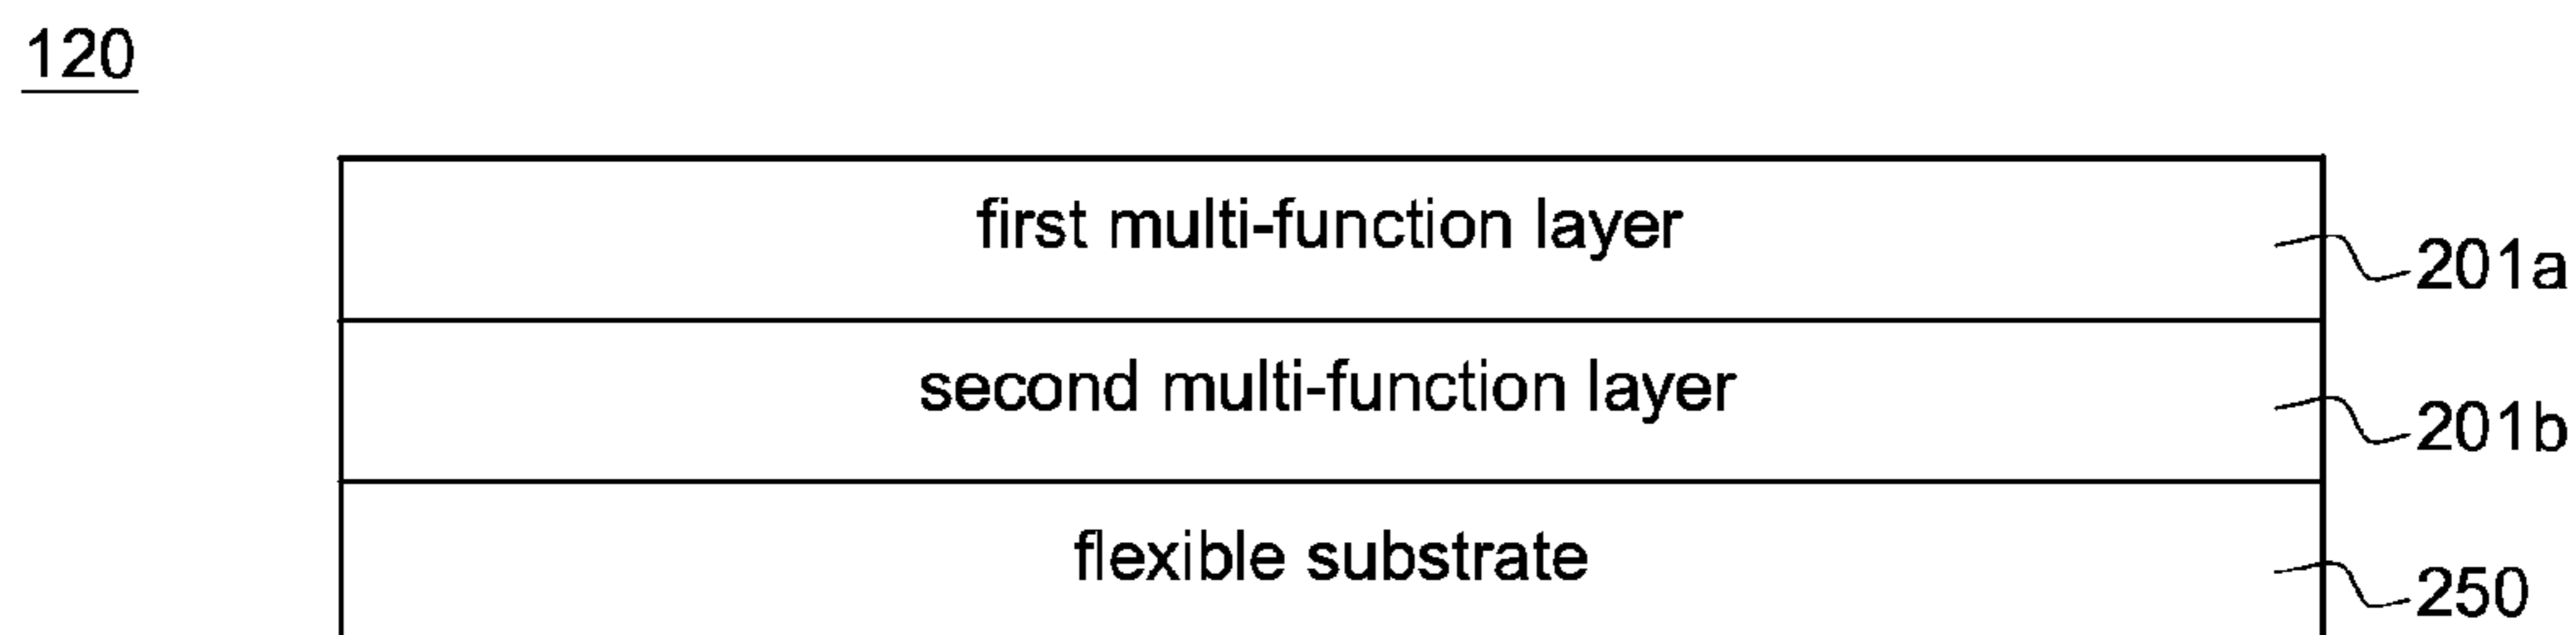 120
first multi-function layer
201a
second multi-function layer
201b
flexible substrate
250